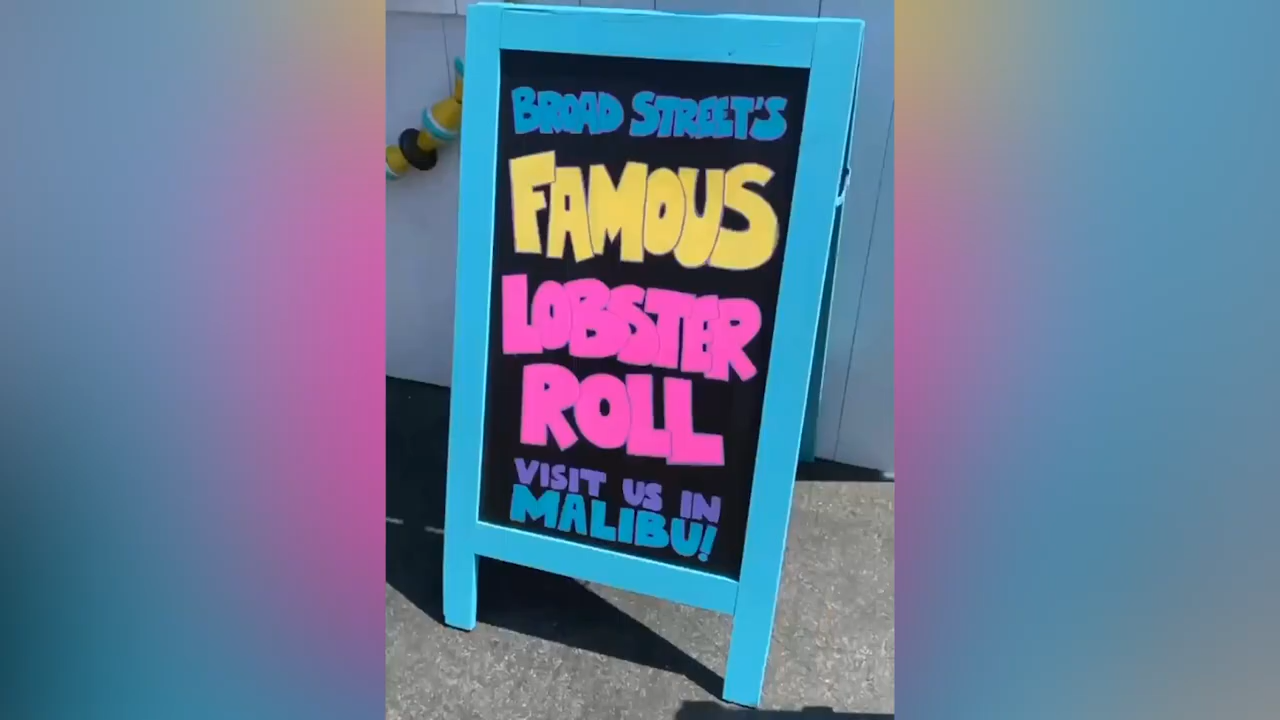 BROAD STREET'S
FAMOUS
LOBSTER
ROLL
VISIT US IN
MALIBU!